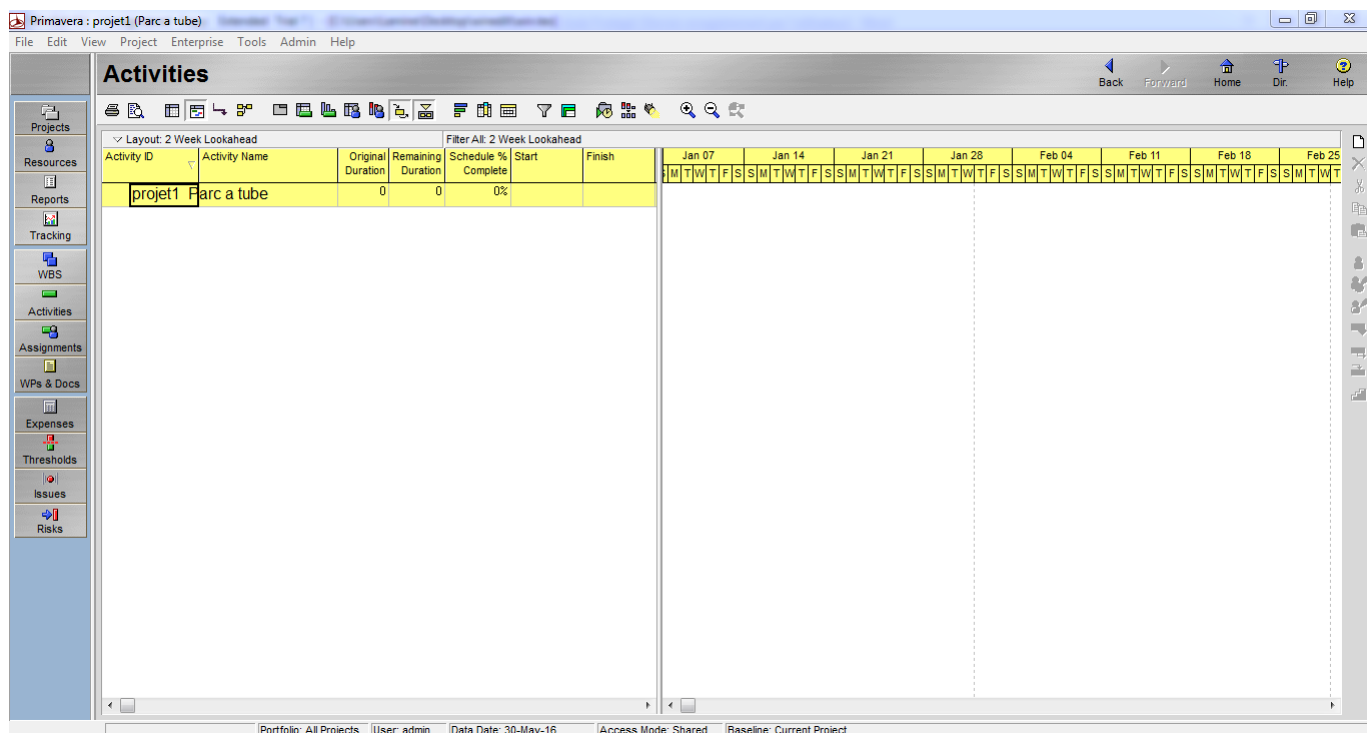 Primavera : projet1 (Parc a tube)
File Edit View Project Enterprise Tools Admin Help
Activities
Back Forward Home Dir. Help
Projects
Resources
Reports
Tracking
WBS
Activities
Assignments
WPs & Docs
Expenses
Thresholds
Issues
Risks
Layout: 2 Week Lookahead Filter All: 2 Week Lookahead
Activity ID Activity Name Original Duration Remaining Duration Schedule % Complete Start Finish
Jan 07 Jan 14 Jan 21 Jan 28 Feb 04 Feb 11 Feb 18 Feb 25
S M T W T F S S M T W T F S S M T W T F S S M T W T F S S M T W T F S S M T W T F S S M T W T F S S M T W T
projet1 Parc a tube 0 0 0%
Portfolio: All Projects User: admin Data Date: 30-May-16 Access Mode: Shared Baseline: Current Project